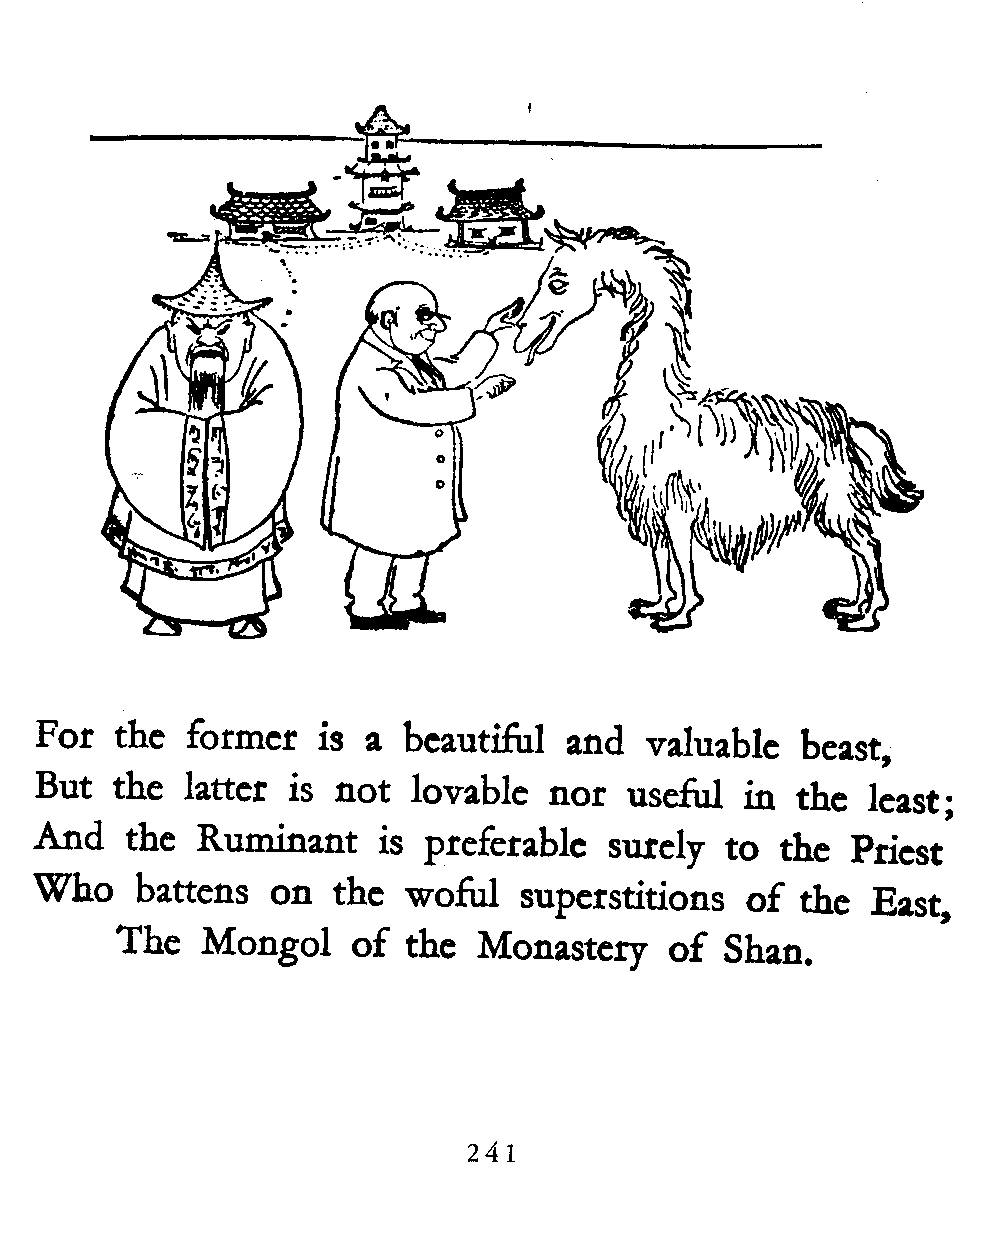 For the former is a beautiful and valuable beast,
But the latter is not lovable nor useful in the least;
And the Ruminant is preferable surely to the Priest
Who battens on the woful superstitions of the East,
The Mongol of the Monastery of Shan.
241